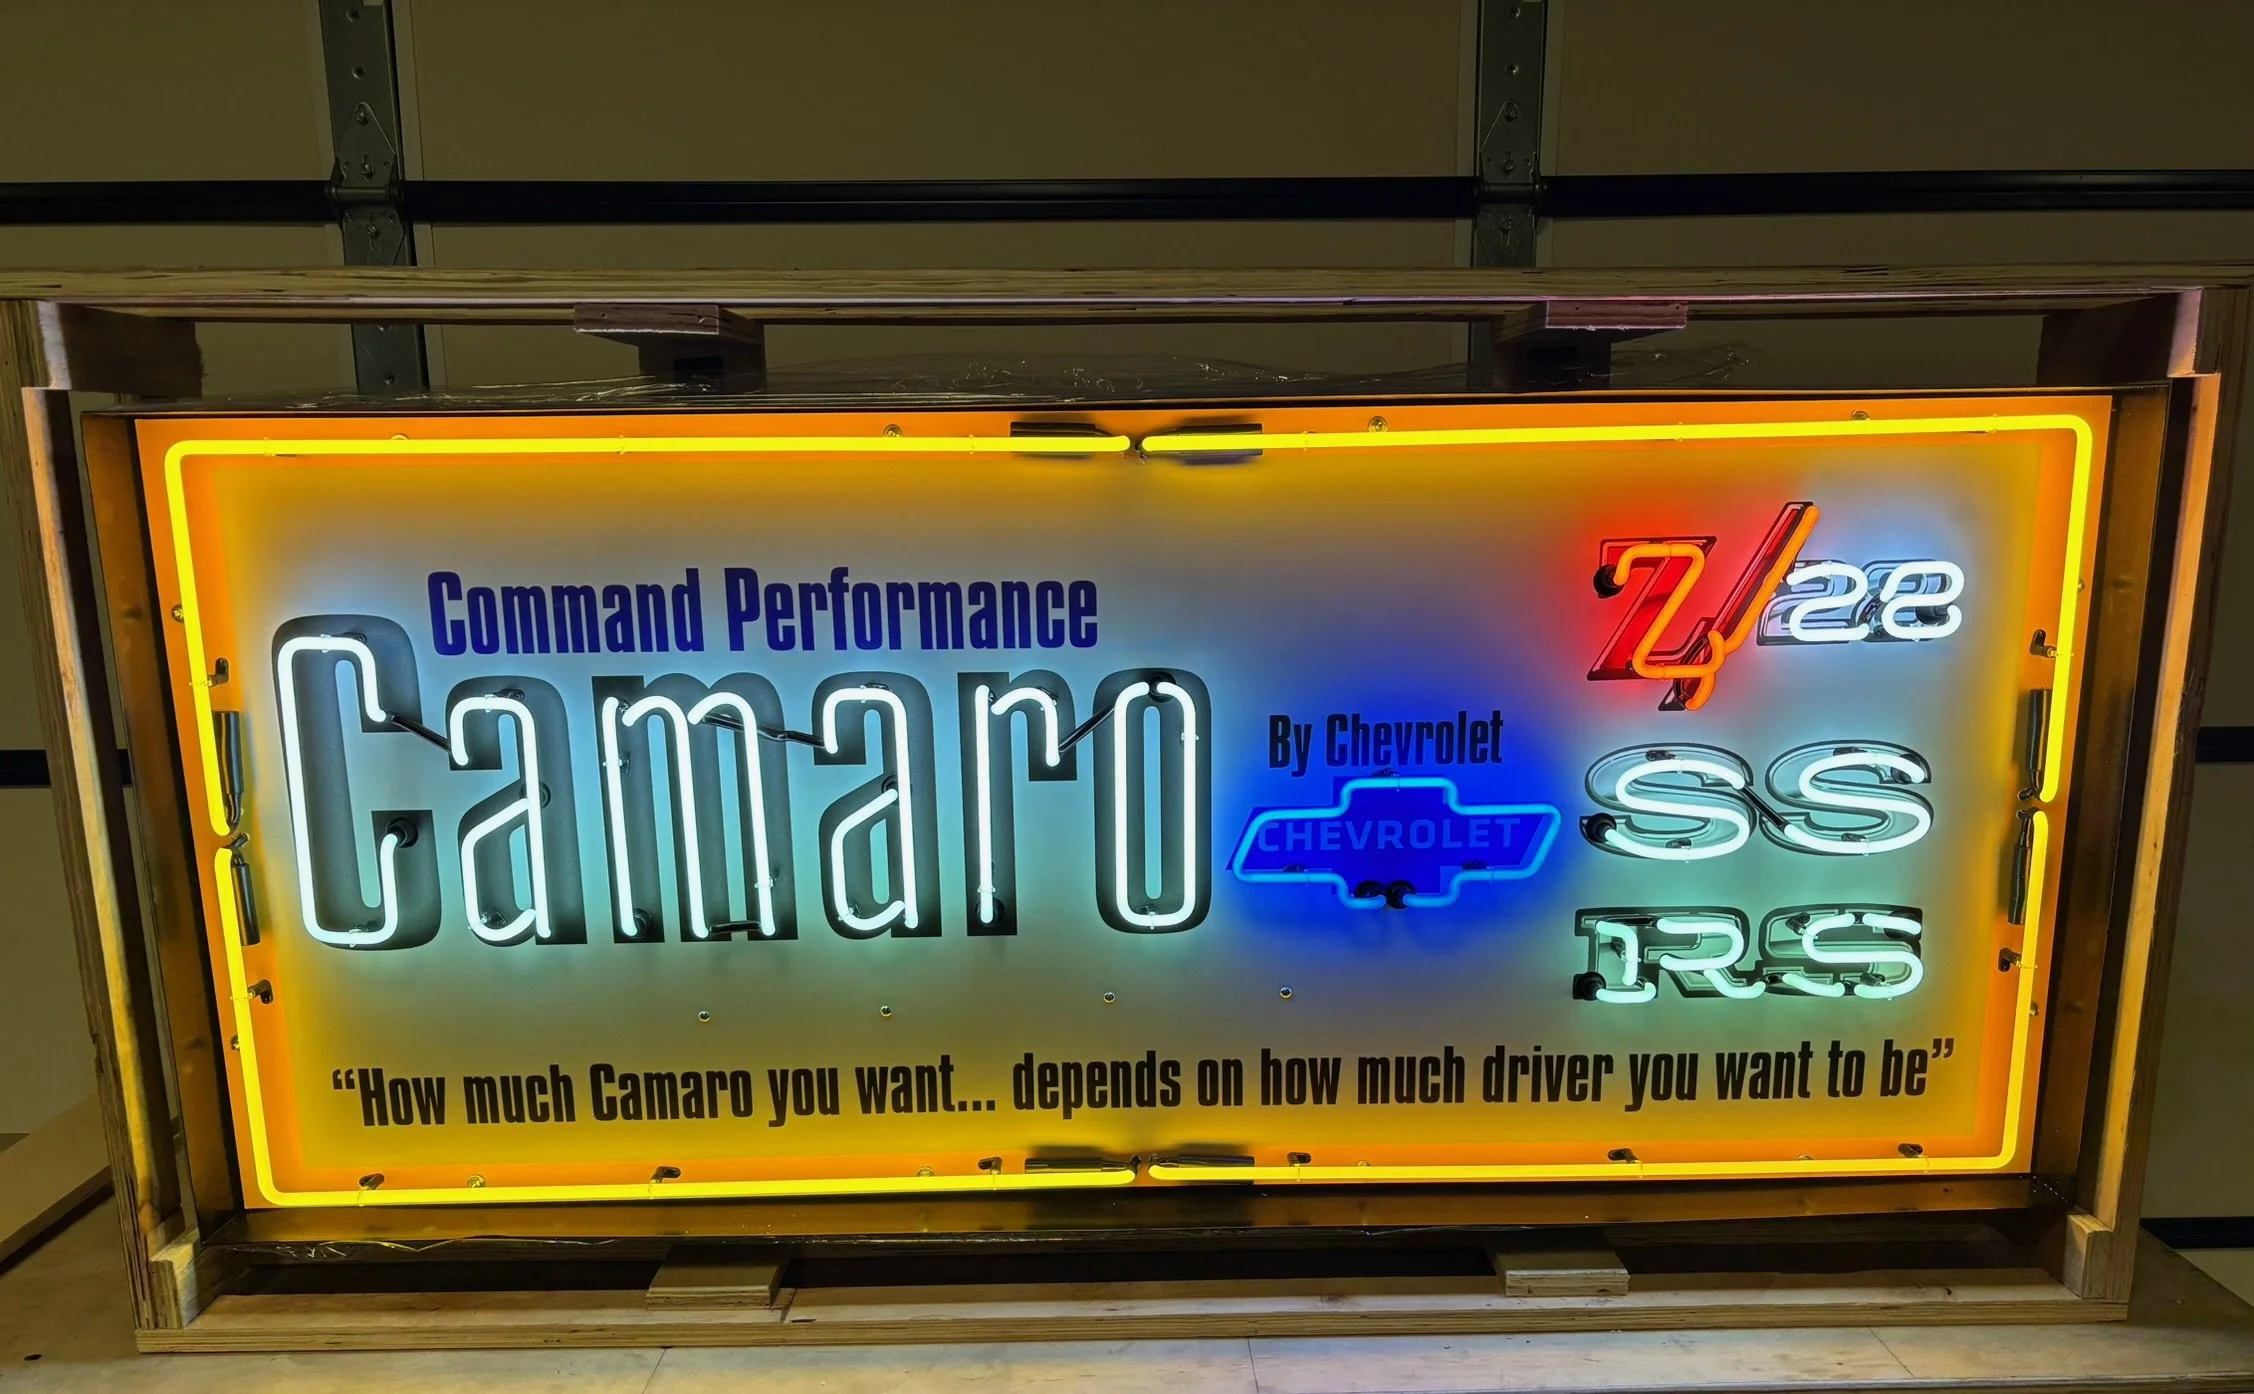 Command Performance
Camaro
By Chevrolet
CHEVROLET
Z/28
SS
RS
“How much Camaro you want... depends on how much driver you want to be”